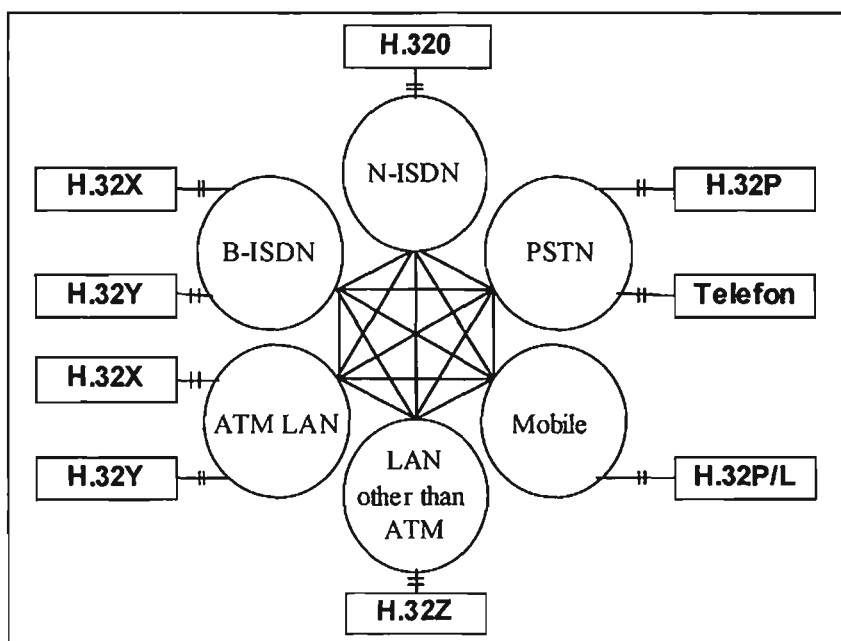 H.320
N-ISDN
H.32X
H.32P
B-ISDN
PSTN
H.32Y
Telefon
H.32X
ATM LAN
Mobile
LAN
other than
ATM
H.32Y
H.32P/L
H.32Z